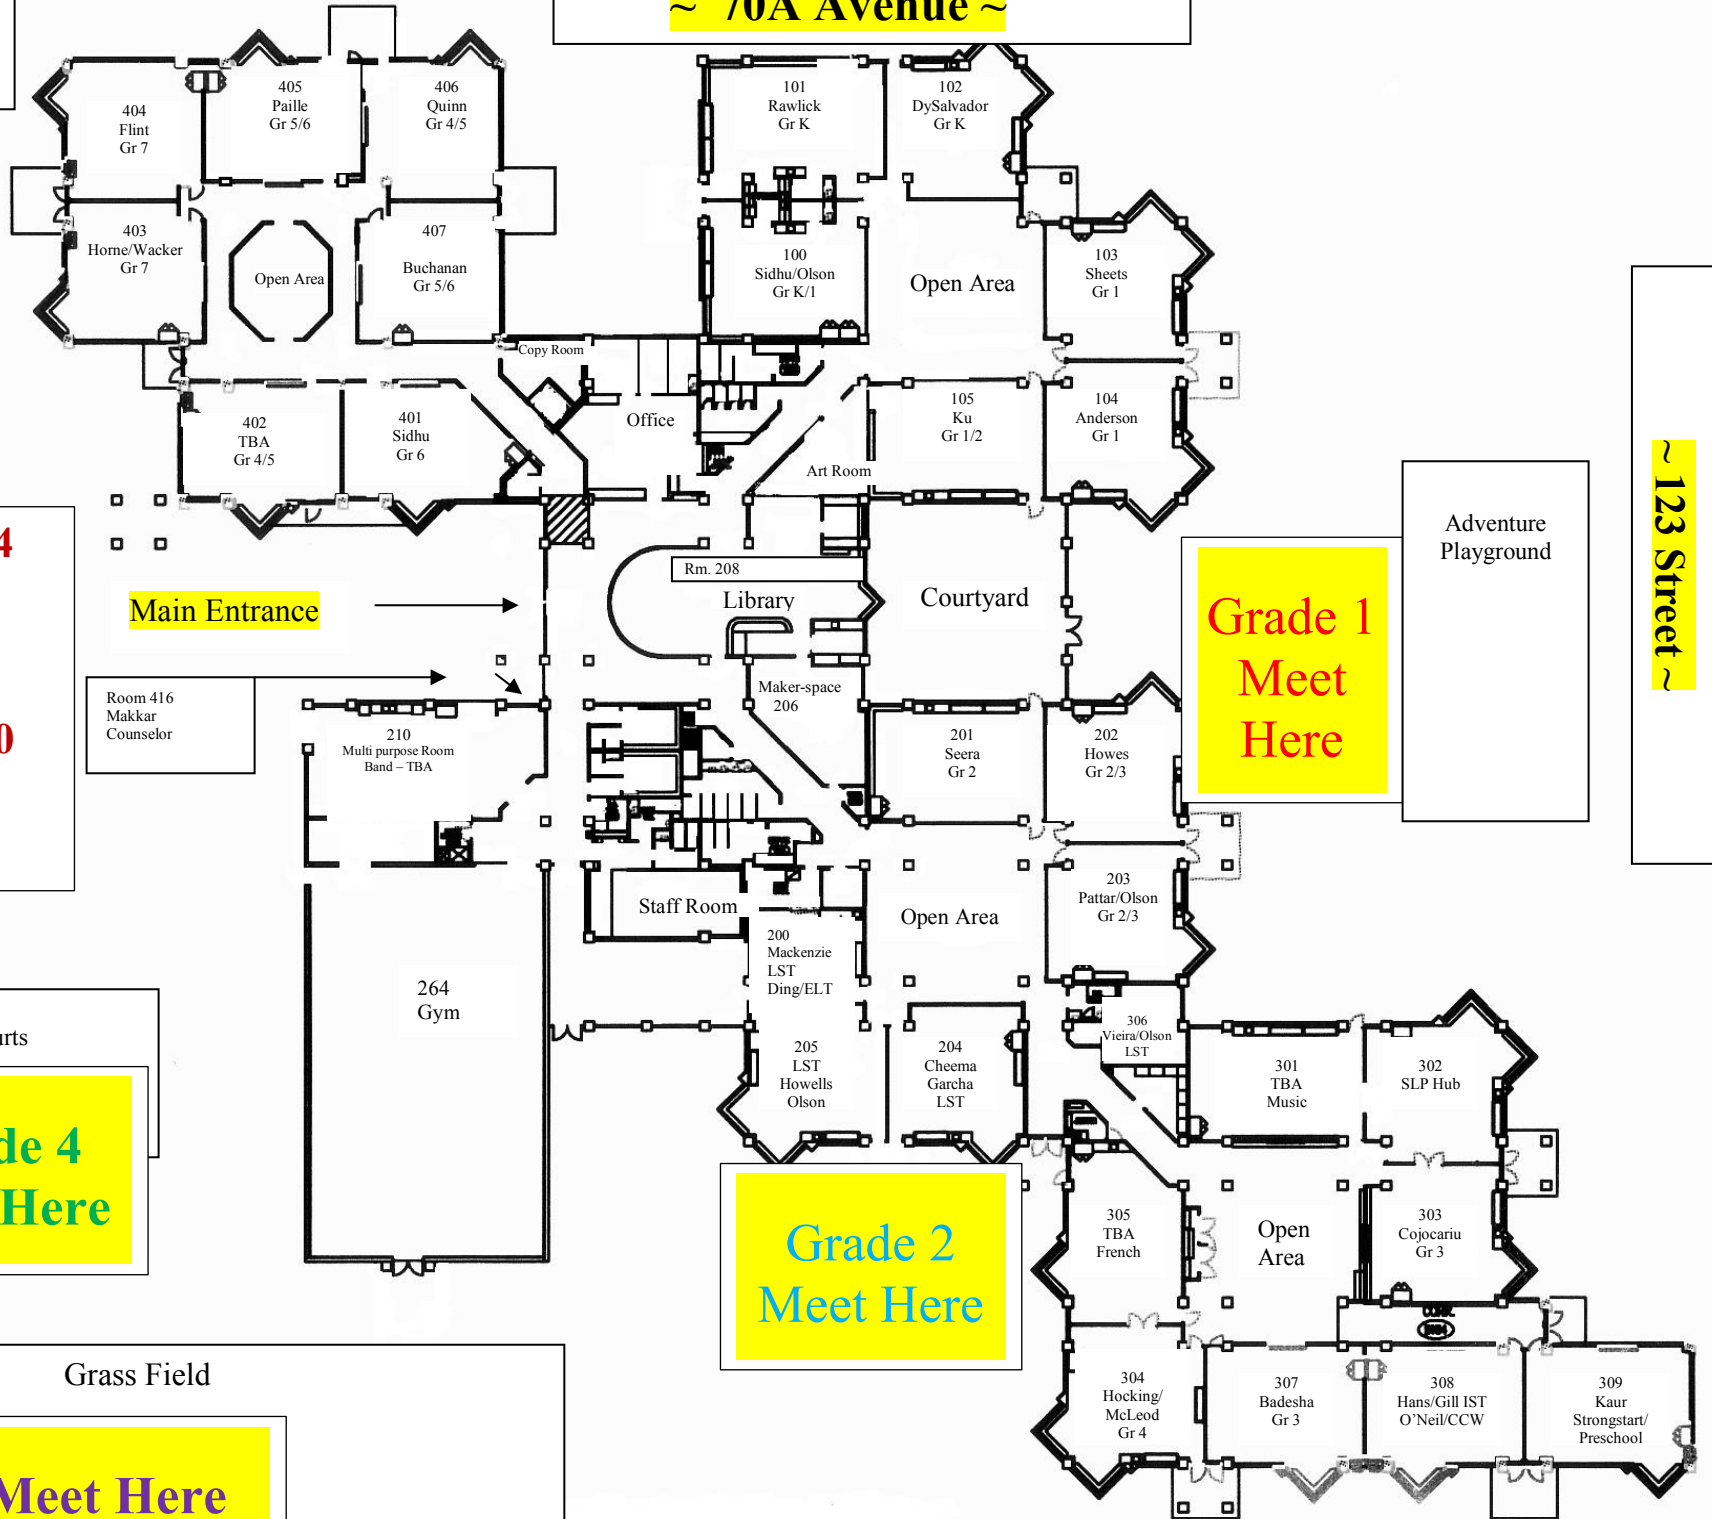 ~ 70A Avenue ~
404
Flint
Gr 7
405
Paille
Gr 5/6
406
Quinn
Gr 4/5
101
Rawlick
Gr K
102
DySalvador
Gr K
403
Horne/Wacker
Gr 7
Open Area
407
Buchanan
Gr 5/6
100
Sidhu/Olson
Gr K/1
Open Area
103
Sheets
Gr 1
Copy Room
402
TBA
Gr 4/5
401
Sidhu
Gr 6
Office
Art Room
105
Ku
Gr 1/2
104
Anderson
Gr 1
~ 123 Street ~
Adventure
Playground
4
Main Entrance
Rm. 208
Library
Courtyard
Grade 1
Meet
Here
Room 416
Makkar
Counselor
0
210
Multi purpose Room
Band – TBA
Maker-space
206
201
Seera
Gr 2
202
Howes
Gr 2/3
Staff Room
200
Mackenzie
LST
Ding/ELT
Open Area
203
Pattar/Olson
Gr 2/3
264
Gym
205
LST
Howells
Olson
204
Cheema
Garcha
LST
306
Vieira/Olson
LST
301
TBA
Music
302
SLP Hub
urts
de 4
Here
Grade 2
Meet Here
305
TBA
French
Open
Area
303
Cojocariu
Gr 3
Grass Field
Meet Here
304
Hocking/
McLeod
Gr 4
307
Badesha
Gr 3
308
Hans/Gill IST
O'Neil/CCW
309
Kaur
Strongstart/
Preschool